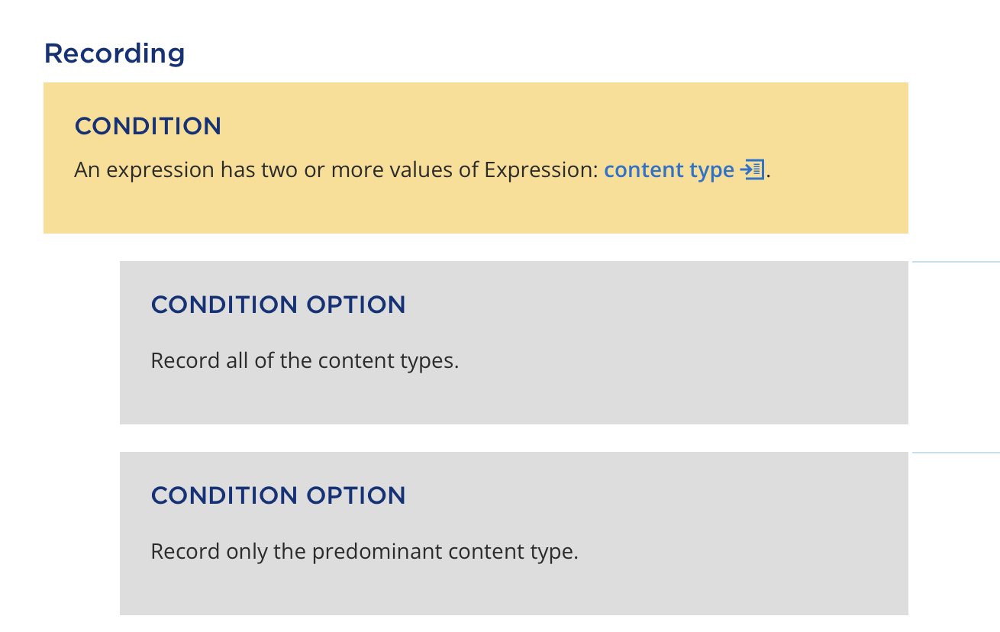 Recording
CONDITION
An expression has two or more values of Expression: content type .
CONDITION OPTION
Record all of the content types.
CONDITION OPTION
Record only the predominant content type.